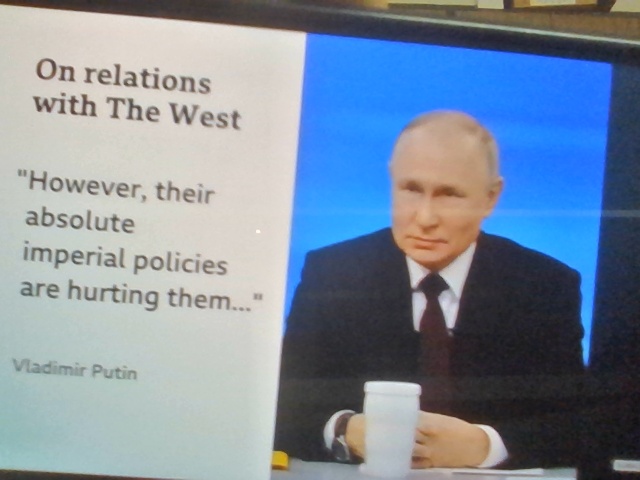 On relations
with The West
"However, their
absolute
imperial policies
are hurting them..."
Vladimir Putin